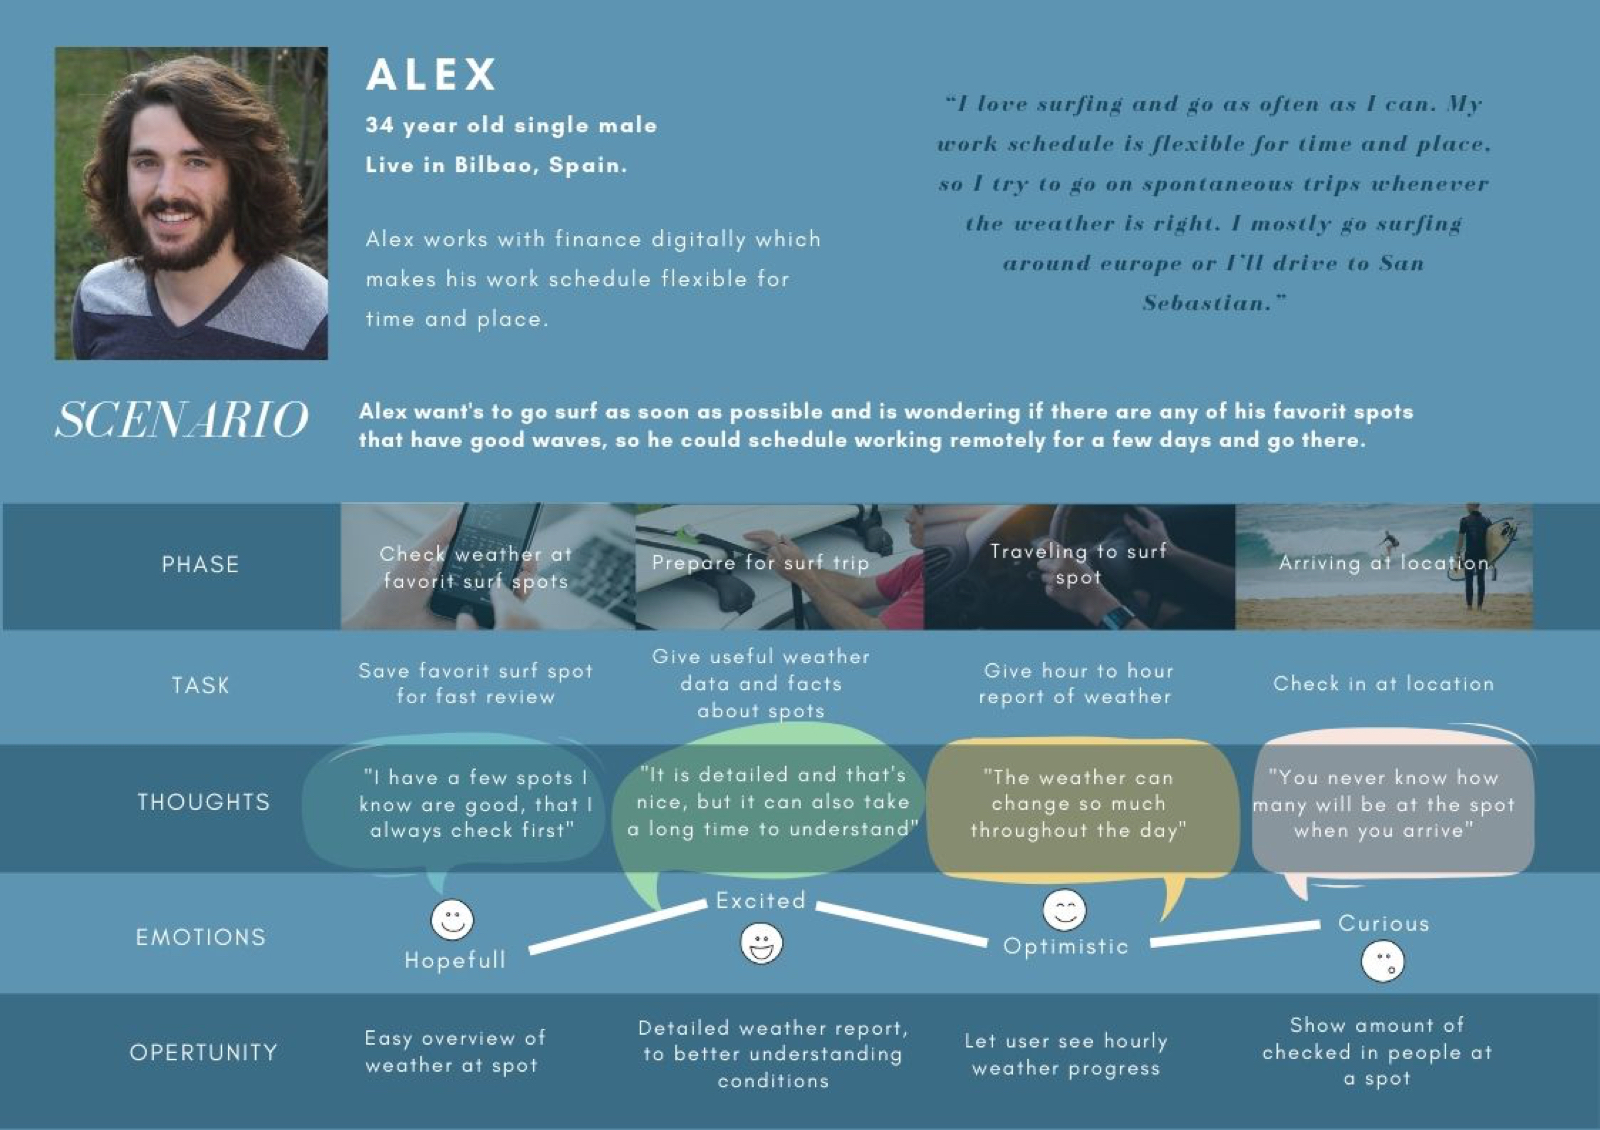 ALEX
34 year old single male
Live in Bilbao, Spain.
Alex works with finance digitally which
makes his work schedule flexible for
time and place.
“I love surfing and go as often as I can. My
work schedule is flexible for time and place,
so I try to go on spontaneous trips whenever
the weather is right. I mostly go surfing
around europe or I'll drive to San
Sebastian.”
SCENARIO
Alex want's to go surf as soon as possible and is wondering if there are any of his favorit spots
that have good waves, so he could schedule working remotely for a few days and go there.
PHASE
Check weather at
favorit surf spots
Prepare for surf trip
Traveling to surf
spot
Arriving at location
TASK
Save favorit surf spot
for fast review
Give useful weather
data and facts
about spots
Give hour to hour
report of weather
Check in at location
THOUGHTS
"I have a few spots I
know are good, that I
always check first"
"It is detailed and that's
nice, but it can also take
a long time to understand"
"The weather can
change so much
throughout the day"
"You never know how
many will be at the spot
when you arrive"
EMOTIONS
Hopefull
Excited
Optimistic
Curious
OPERTUNITY
Easy overview of
weather at spot
Detailed weather report,
to better understanding
conditions
Let user see hourly
weather progress
Show amount of
checked in people at
a spot